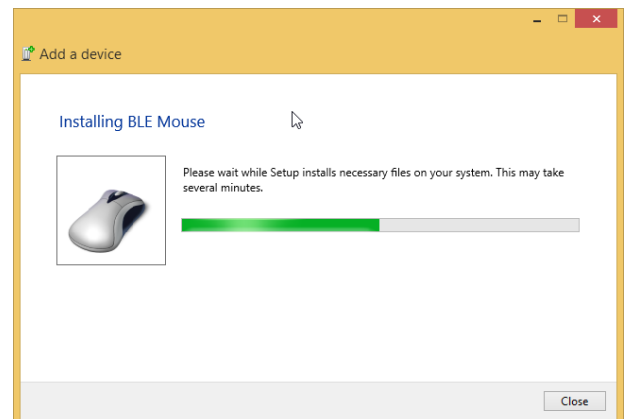 Add a device
Installing BLE Mouse
Please wait while Setup installs necessary files on your system. This may take
several minutes.
Close